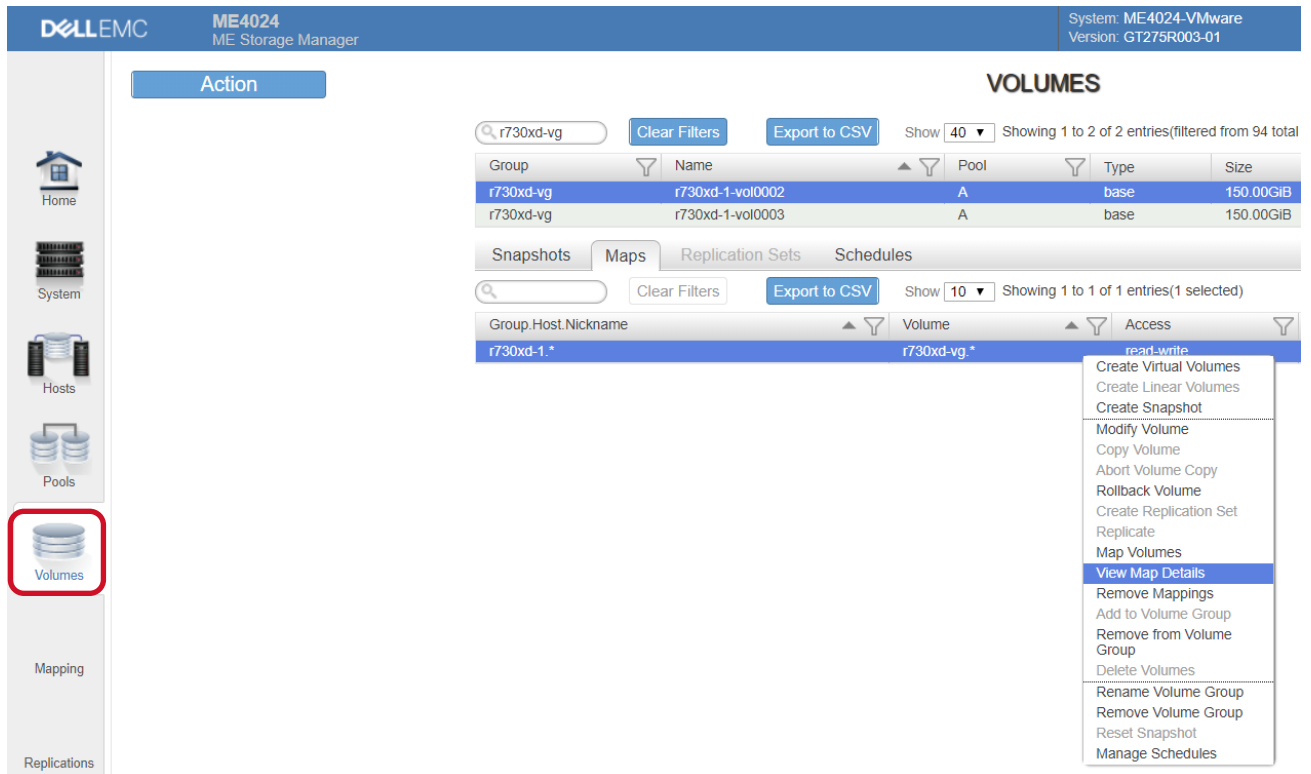 DELLEMC
ME4024
ME Storage Manager
System: ME4024-VMware
Version: GT275R003-01
Action
VOLUMES
r730xd-vg Clear Filters Export to CSV Show 40 Showing 1 to 2 of 2 entries(filtered from 94 total
Group Name Pool Type Size
r730xd-vg r730xd-1-vol0002 A base 150.00GiB
r730xd-vg r730xd-1-vol0003 A base 150.00GiB
Snapshots Maps Replication Sets Schedules
Clear Filters Export to CSV Show 10 Showing 1 to 1 of 1 entries(1 selected)
Group.Host.Nickname Volume Access
r730xd-1.* r730xd-vg.* read-write
Create Virtual Volumes
Create Linear Volumes
Create Snapshot
Modify Volume
Copy Volume
Abort Volume Copy
Rollback Volume
Create Replication Set
Replicate
Map Volumes
View Map Details
Remove Mappings
Add to Volume Group
Remove from Volume
Group
Delete Volumes
Rename Volume Group
Remove Volume Group
Reset Snapshot
Manage Schedules
Home
System
Hosts
Pools
Volumes
Mapping
Replications